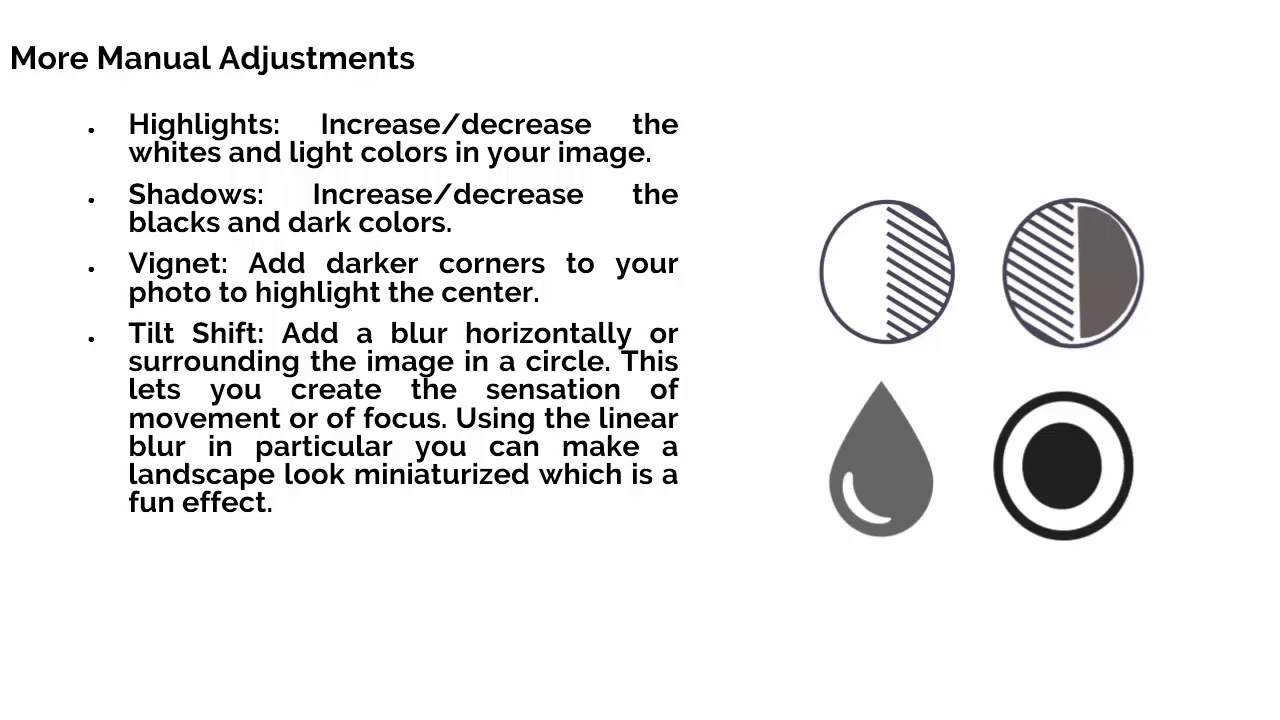 More Manual Adjustments
• Highlights: Increase/decrease the
whites and light colors in your image.
• Shadows: Increase/decrease the
blacks and dark colors.
• Vignet: Add darker corners to your
photo to highlight the center.
• Tilt Shift: Add a blur horizontally or
surrounding the image in a circle. This
lets you create the sensation of
movement or of focus. Using the linear
blur in particular you can make a
landscape look miniaturized which is a
fun effect.